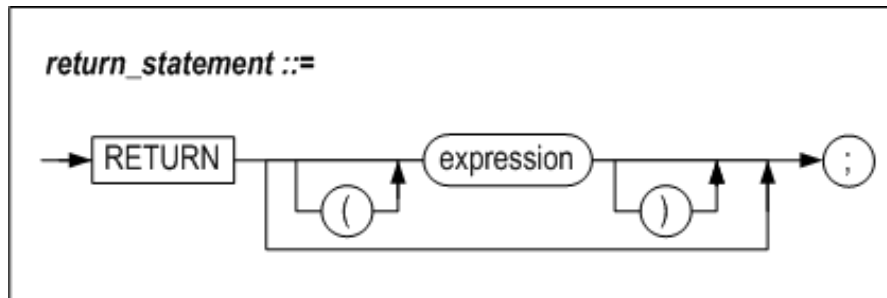 return_statement ::=
RETURN ( expression ) ;